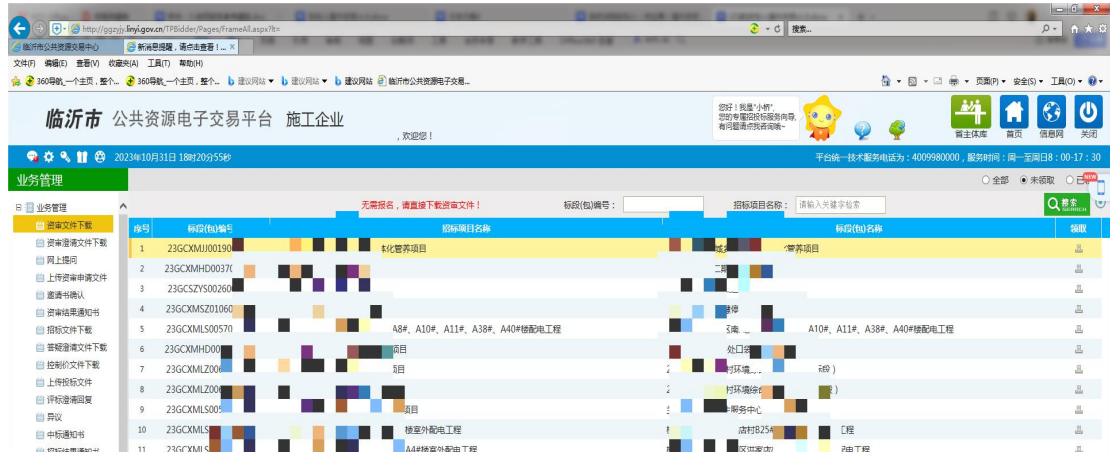 http://ggzyjy.linyi.gov.cn/TPBidder/Pages/FrameAll.aspx?lt= 搜索...
临沂市公共资源交易中心 新消息提醒，请点击查看！... ×
文件(F) 编辑(E) 查看(V) 收藏夹(A) 工具(T) 帮助(H)
360导航_一个主页，整个... 360导航_一个主页，整个... 建议网站 建议网站 建议网站 临沂市公共资源电子交易... 页面(P) 安全(S) 工具(O)
临沂市 公共资源电子交易平台 施工企业
，欢迎您！
您好！我是"小桥"，
您的专属招投标服务向导，
有问题请点我咨询哦~
省主体库 首页 信息网 关闭
2023年10月31日 18时20分55秒 平台统一技术服务电话为：4009980000，服务时间：周一至周日8：00-17：30
业务管理 全部 未领取
NEW
无需报名，请直接下载资审文件！ 标段(包)编号： 招标项目名称： 请输入关键字检索 搜索 SEARCH
业务管理
资审文件下载
资审澄清文件下载
网上提问
上传资审申请文件
邀请书确认
资审结果通知书
招标文件下载
答疑澄清文件下载
控制价文件下载
上传投标文件
评标澄清回复
异议
中标通知书
序号 标段(包)编号 招标项目名称 标段(包)名称 领取
1 23GCXMJJ00190 体化管养项目 管养项目
2 23GCXMHD0037
3 23GCSZYS00260
4 23GCXMSZ01060
5 23GCXMLS00570 A8#、A10#、A11#、A38#、A40#楼配电工程 A10#、A11#、A38#、A40#楼配电工程
6 23GCXMHD00 项目 处口袋
7 23GCXMLZ00 项目 村环境
8 23GCXMLZ00 村环境综合
9 23GCXMLS005 项目 服务中心
10 23GCXMLS 楼室外配电工程 店村B25# 工程
11 23GCXMLS A4#楼室外配电工程 配电工程